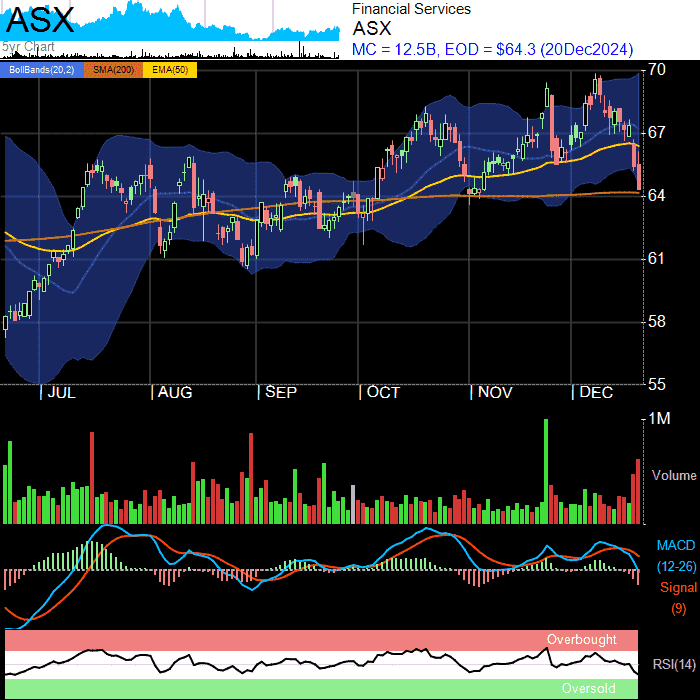 ASX
5yr Chart
Financial Services
ASX
MC = 12.5B, EOD = $64.3 (20Dec2024)
BollBands(20,2) SMA(200) EMA(50)
70
67
64
61
58
55
JUL AUG SEP OCT NOV DEC
1M
Volume
MACD
(12-26)
Signal
(9)
Overbought
RSI(14)
Oversold